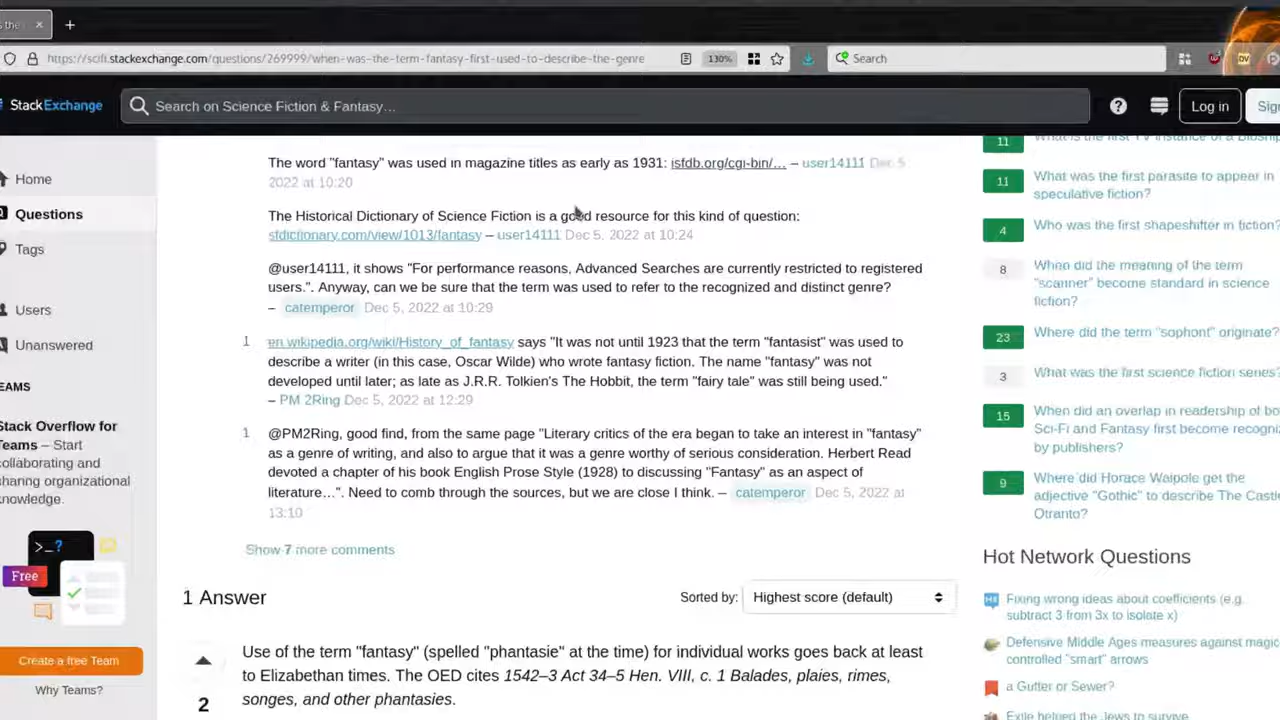 s the
×
+
https://scifi.stackexchange.com/questions/269999/when-was-the-term-fantasy-first-used-to-describe-the-genre
130%
Search
StackExchange
Search on Science Fiction & Fantasy…
Log in
Sign
Home
Questions
Tags
Users
Unanswered
EAMS
Stack Overflow for
Teams – Start
collaborating and
sharing organizational
knowledge.
>_?
Free
Create a free Team
Why Teams?
The word "fantasy" was used in magazine titles as early as 1931: isfdb.org/cgi-bin/… – user14111 Dec 5,
2022 at 10:20
The Historical Dictionary of Science Fiction is a good resource for this kind of question:
sfdictionary.com/view/1013/fantasy – user14111 Dec 5, 2022 at 10:24
@user14111, it shows "For performance reasons, Advanced Searches are currently restricted to registered
users.". Anyway, can we be sure that the term was used to refer to the recognized and distinct genre?
– catemperor Dec 5, 2022 at 10:29
1 en.wikipedia.org/wiki/History_of_fantasy says "It was not until 1923 that the term "fantasist" was used to
describe a writer (in this case, Oscar Wilde) who wrote fantasy fiction. The name "fantasy" was not
developed until later; as late as J.R.R. Tolkien's The Hobbit, the term "fairy tale" was still being used."
– PM 2Ring Dec 5, 2022 at 12:29
1 @PM2Ring, good find, from the same page "Literary critics of the era began to take an interest in "fantasy"
as a genre of writing, and also to argue that it was a genre worthy of serious consideration. Herbert Read
devoted a chapter of his book English Prose Style (1928) to discussing "Fantasy" as an aspect of
literature…". Need to comb through the sources, but we are close I think. – catemperor Dec 5, 2022 at
13:10
Show 7 more comments
1 Answer
Sorted by:
Highest score (default)
2
Use of the term "fantasy" (spelled "phantasie" at the time) for individual works goes back at least
to Elizabethan times. The OED cites 1542–3 Act 34–5 Hen. VIII, c. 1 Balades, plaies, rimes,
songes, and other phantasies.
11 What is the first TV instance of a
11 What was the first parasite to appear in
speculative fiction?
4 Who was the first shapeshifter in fiction?
8 When did the meaning of the term
"scanner" become standard in science
fiction?
23 Where did the term "sophont" originate?
3 What was the first science fiction series?
15 When did an overlap in readership of bo
Sci-Fi and Fantasy first become recogni
by publishers?
9 Where did Horace Walpole get the
adjective "Gothic" to describe The Castle
Otranto?
Hot Network Questions
Fixing wrong ideas about coefficients (e.g.
subtract 3 from 3x to isolate x)
Defensive Middle Ages measures against magic
controlled "smart" arrows
a Gutter or Sewer?
Exile helped the Jews to survive